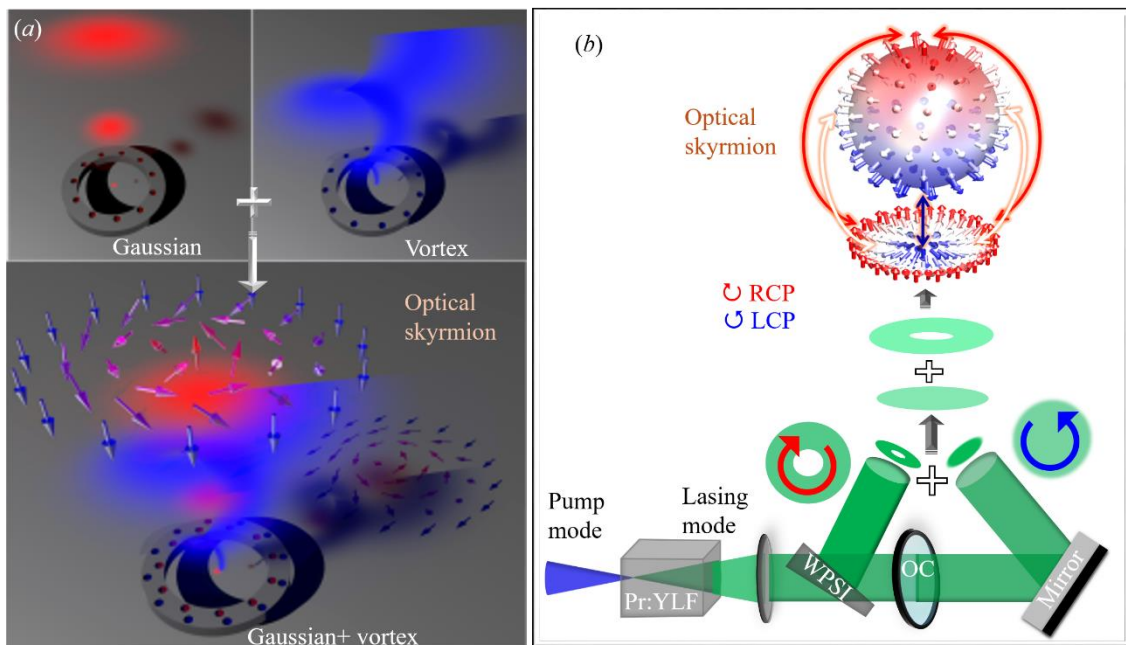 (a)
Gaussian
Vortex
Optical
skyrmion
Gaussian+ vortex
(b)
Optical
skyrmion
↻ RCP
↺ LCP
Pump
mode
Lasing
mode
Pr:YLF
WPSI
OC
Mirror